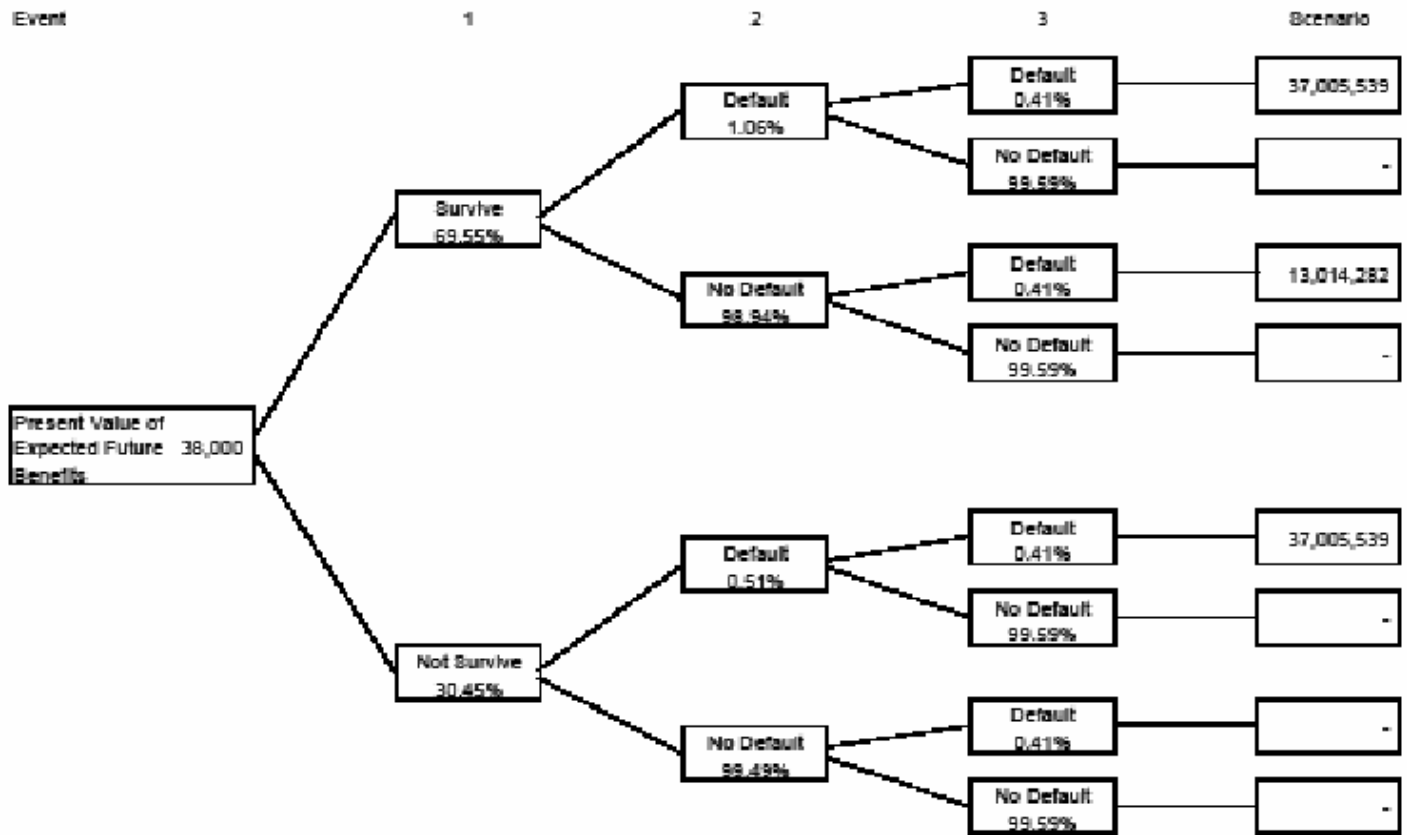 Event 1 2 3 Scenario
Default
0.41%
37,005,539
Default
1.06%
No Default
99.59%
-
Survive
69.55%
Default
0.41%
13,014,282
No Default
98.94%
No Default
99.59%
-
Present Value of
Expected Future 38,000
Benefits
Default
0.41%
37,005,539
Default
0.51%
No Default
99.59%
-
Not Survive
30.45%
Default
0.41%
-
No Default
99.49%
No Default
99.59%
-